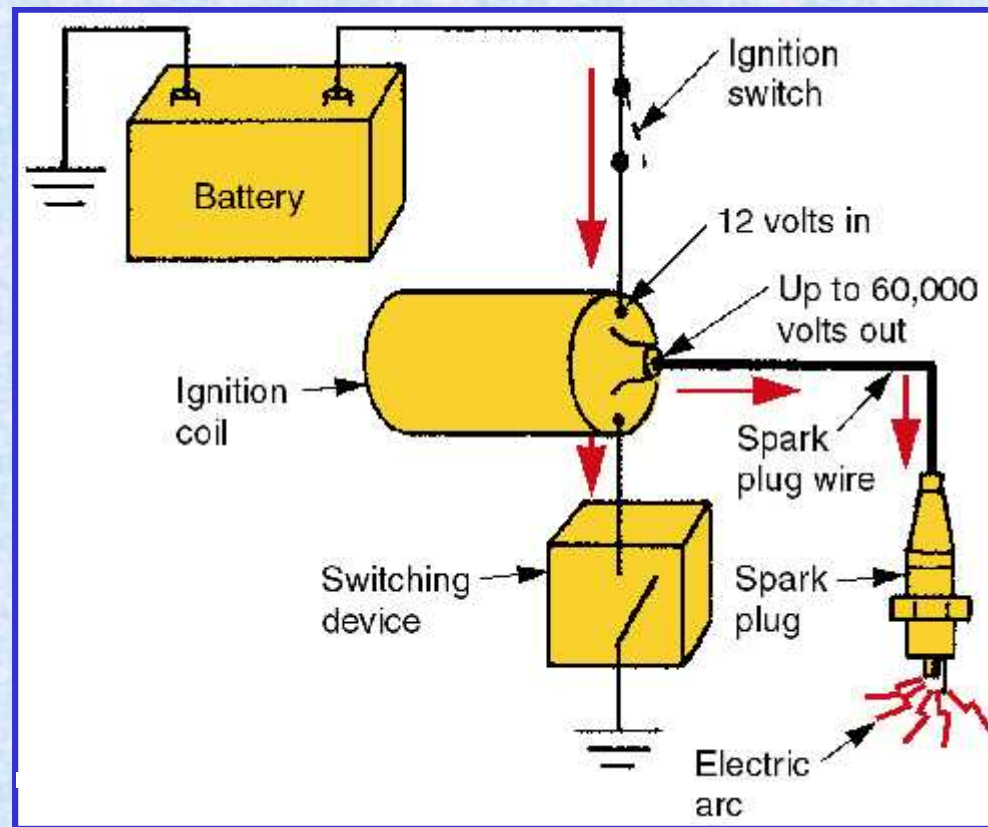 Ignition
switch
Battery
12 volts in
Up to 60,000
volts out
Ignition
coil
Spark
plug wire
Switching
device
Spark
plug
Electric
arc